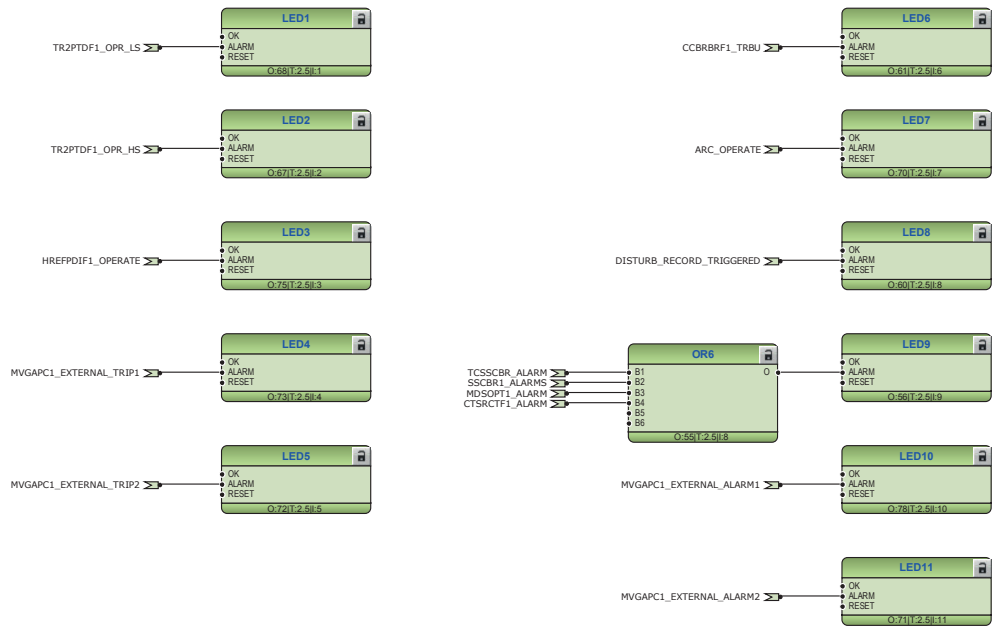 LED1
OK
TR2PTDF1_OPR_LS
ALARM
RESET
O:68|T:2.5|I:1
LED2
OK
TR2PTDF1_OPR_HS
ALARM
RESET
O:67|T:2.5|I:2
LED3
OK
HREFPDIF1_OPERATE
ALARM
RESET
O:75|T:2.5|I:3
LED4
OK
MVGAPC1_EXTERNAL_TRIP1
ALARM
RESET
O:73|T:2.5|I:4
LED5
OK
MVGAPC1_EXTERNAL_TRIP2
ALARM
RESET
O:72|T:2.5|I:5
LED6
OK
CCBRBRF1_TRBU
ALARM
RESET
O:61|T:2.5|I:6
LED7
OK
ARC_OPERATE
ALARM
RESET
O:70|T:2.5|I:7
LED8
OK
DISTURB_RECORD_TRIGGERED
ALARM
RESET
O:60|T:2.5|I:8
OR6
TCSSCBR_ALARM
SSCBR1_ALARMS
MDSOPT1_ALARM
CTSRCTF1_ALARM
B1
B2
B3
B4
B5
B6
O
O:55|T:2.5|I:8
LED9
OK
ALARM
RESET
O:56|T:2.5|I:9
LED10
OK
MVGAPC1_EXTERNAL_ALARM1
ALARM
RESET
O:78|T:2.5|I:10
LED11
OK
MVGAPC1_EXTERNAL_ALARM2
ALARM
RESET
O:71|T:2.5|I:11